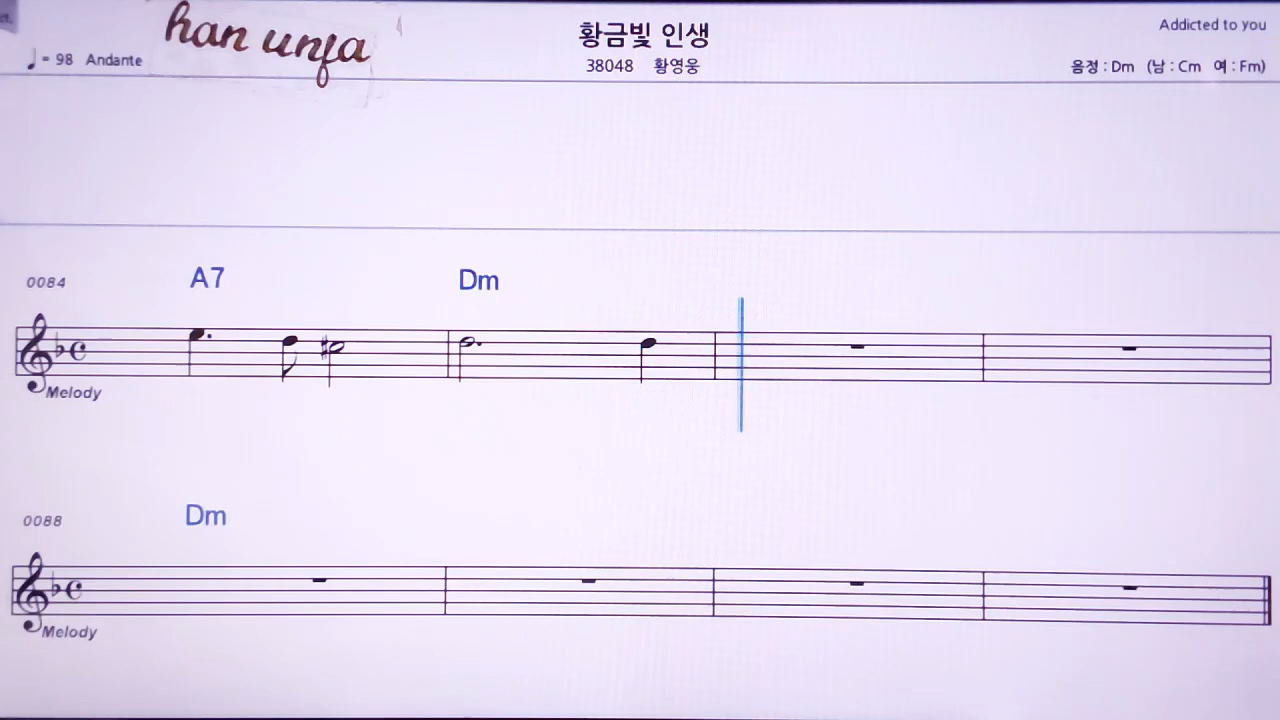 ct.
han unja
황금빛 인생
Addicted to you
♩ = 98 Andante
38048 황영웅
음정 : Dm (남 : Cm 여 : Fm)
0084
A7 Dm
Melody
0088
Dm
Melody